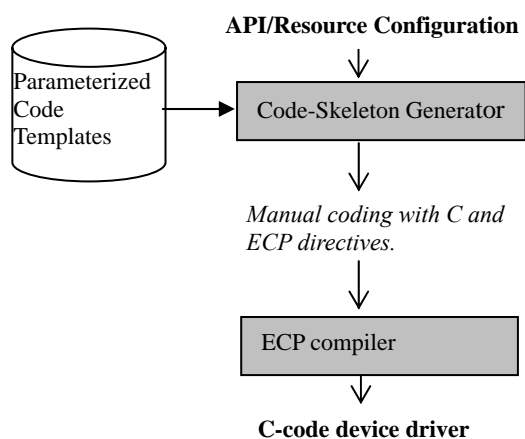 API/Resource Configuration
Parameterized
Code
Templates
Code-Skeleton Generator
Manual coding with C and
ECP directives.
ECP compiler
C-code device driver